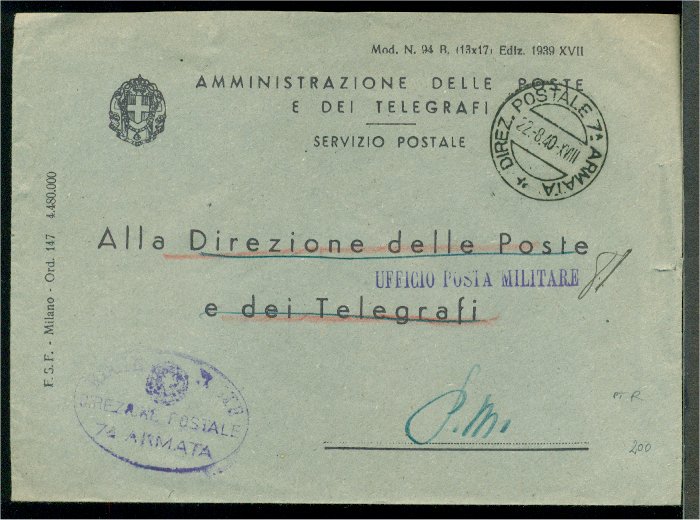 Mod. N. 94 B. (13x17) Ediz. 1939 XVII
AMMINISTRAZIONE DELLE POSTE
E DEI TELEGRAFI
SERVIZIO POSTALE
DIREZ. POSTALE 7ª ARMATA
22-8.40-XVIII
F. S. F. - Milano - Ord. 147 4.480.000
Alla Direzione delle Poste
UFFICIO POSTA MILITARE
e dei Telegrafi
DIREZ. POSTALE
7ª ARMATA
P.M.
PT R
200